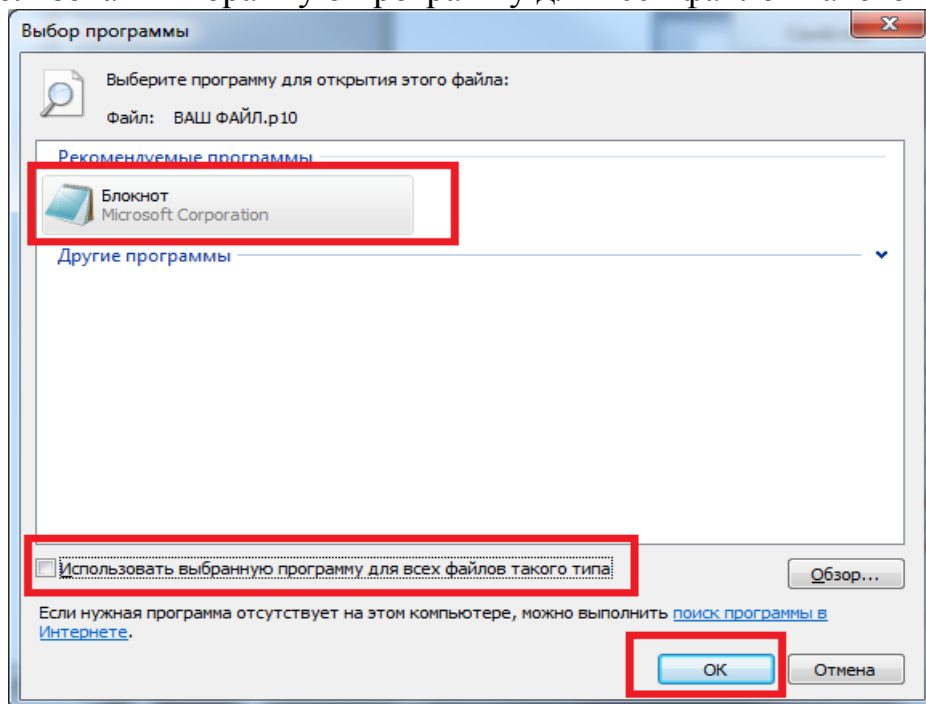 Выбор программы
Выберите программу для открытия этого файла:
Файл: ВАШ ФАЙЛ.p10
Рекомендуемые программы
Блокнот
Microsoft Corporation
Другие программы
Использовать выбранную программу для всех файлов такого типа
Обзор...
Если нужная программа отсутствует на этом компьютере, можно выполнить поиск программы в
Интернете.
ОК
Отмена